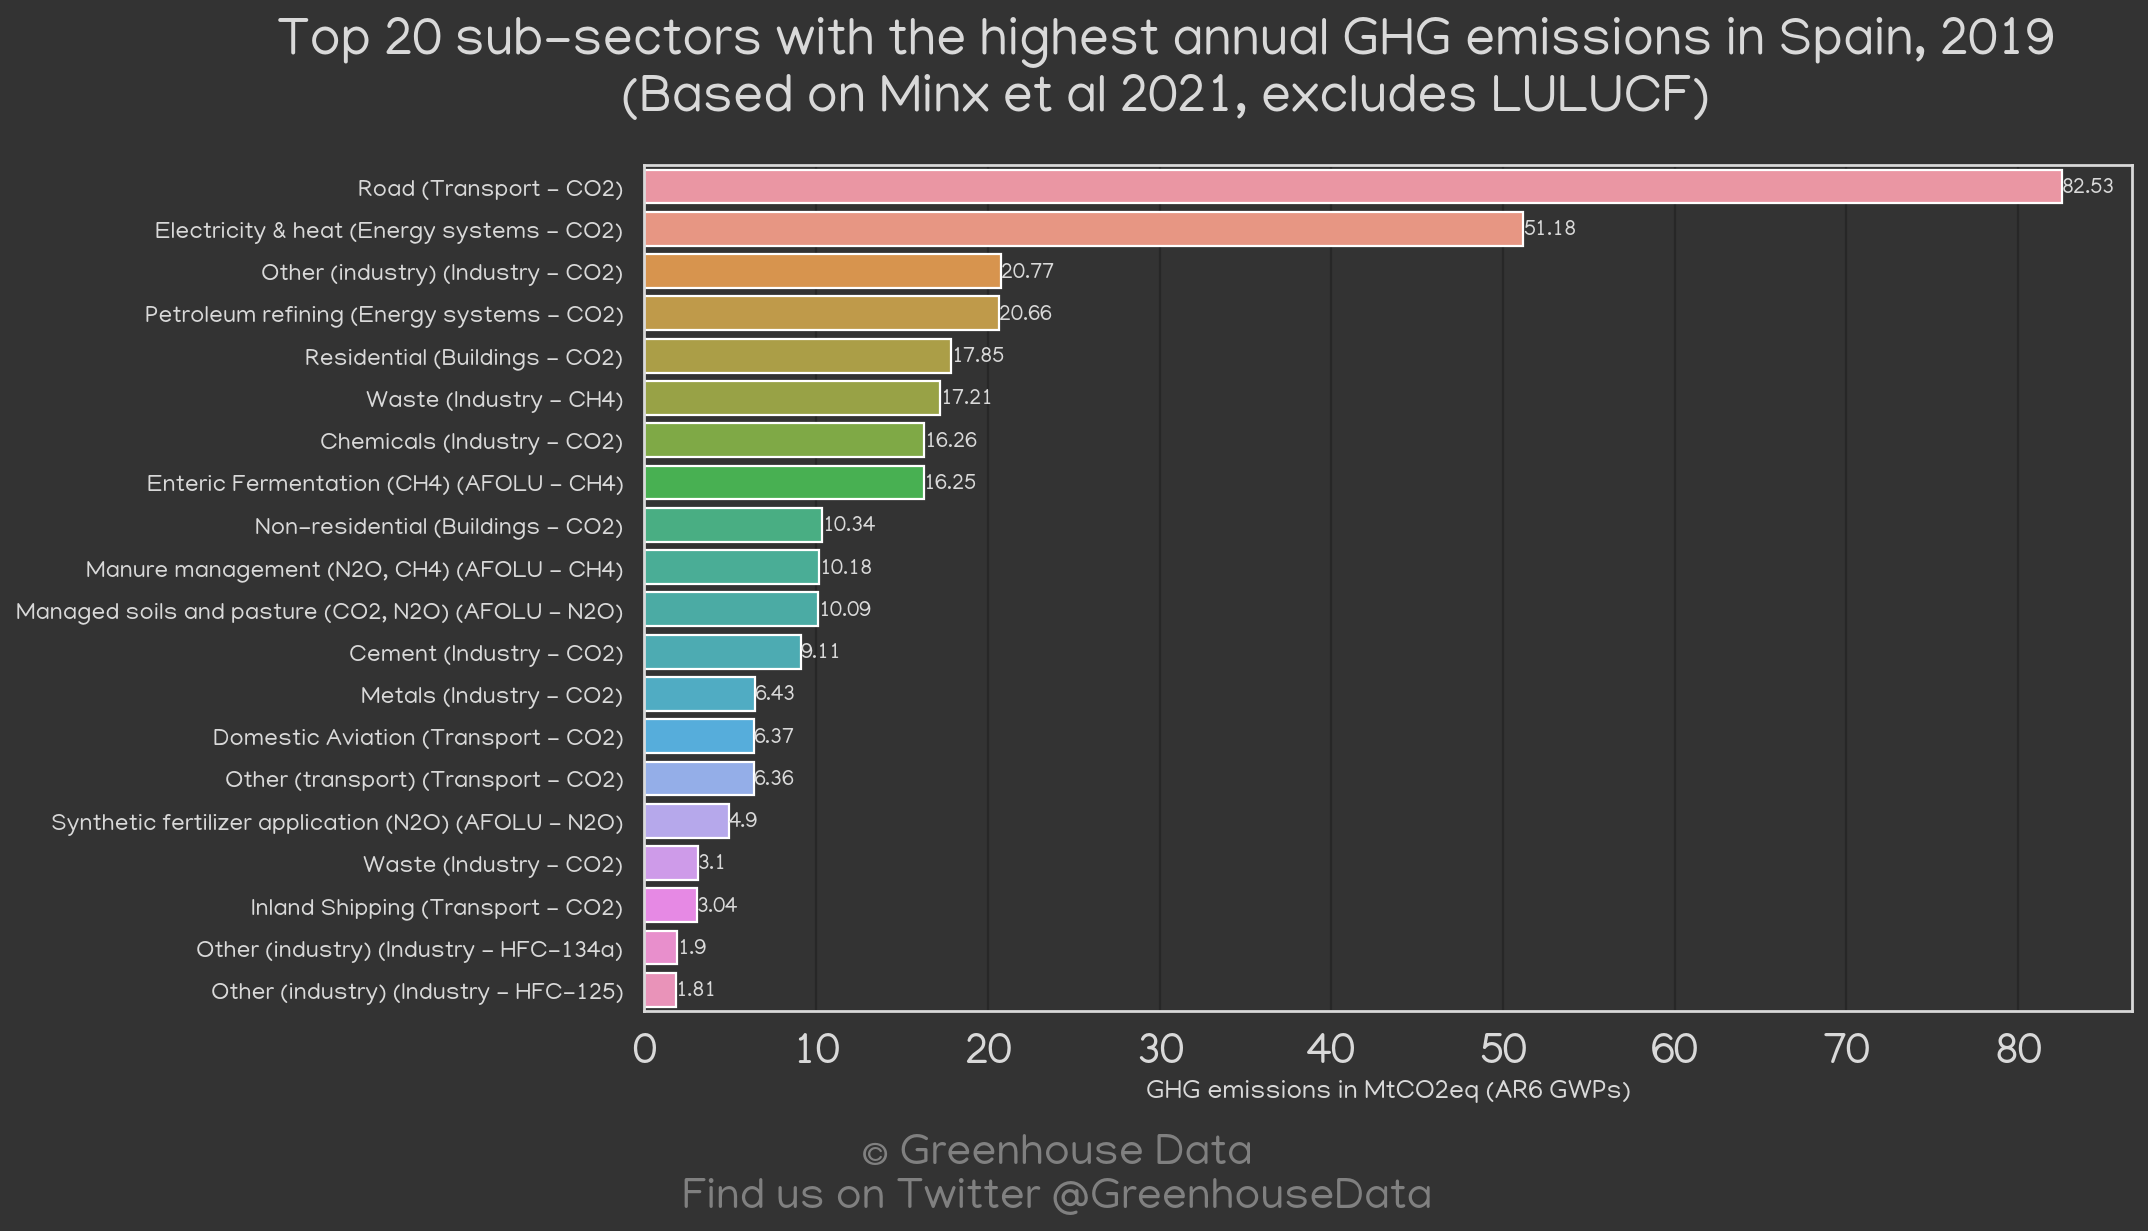 Top 20 sub-sectors with the highest annual GHG emissions in Spain, 2019
(Based on Minx et al 2021, excludes LULUCF)
Road (Transport - CO2) 82.53
Electricity & heat (Energy systems - CO2) 51.18
Other (industry) (Industry - CO2) 20.77
Petroleum refining (Energy systems - CO2) 20.66
Residential (Buildings - CO2) 17.85
Waste (Industry - CH4) 17.21
Chemicals (Industry - CO2) 16.26
Enteric Fermentation (CH4) (AFOLU - CH4) 16.25
Non-residential (Buildings - CO2) 10.34
Manure management (N2O, CH4) (AFOLU - CH4) 10.18
Managed soils and pasture (CO2, N2O) (AFOLU - N2O) 10.09
Cement (Industry - CO2) 9.11
Metals (Industry - CO2) 6.43
Domestic Aviation (Transport - CO2) 6.37
Other (transport) (Transport - CO2) 6.36
Synthetic fertilizer application (N2O) (AFOLU - N2O) 4.9
Waste (Industry - CO2) 3.1
Inland Shipping (Transport - CO2) 3.04
Other (industry) (Industry - HFC-134a) 1.9
Other (industry) (Industry - HFC-125) 1.81
0 10 20 30 40 50 60 70 80
GHG emissions in MtCO2eq (AR6 GWPs)
© Greenhouse Data
Find us on Twitter @GreenhouseData